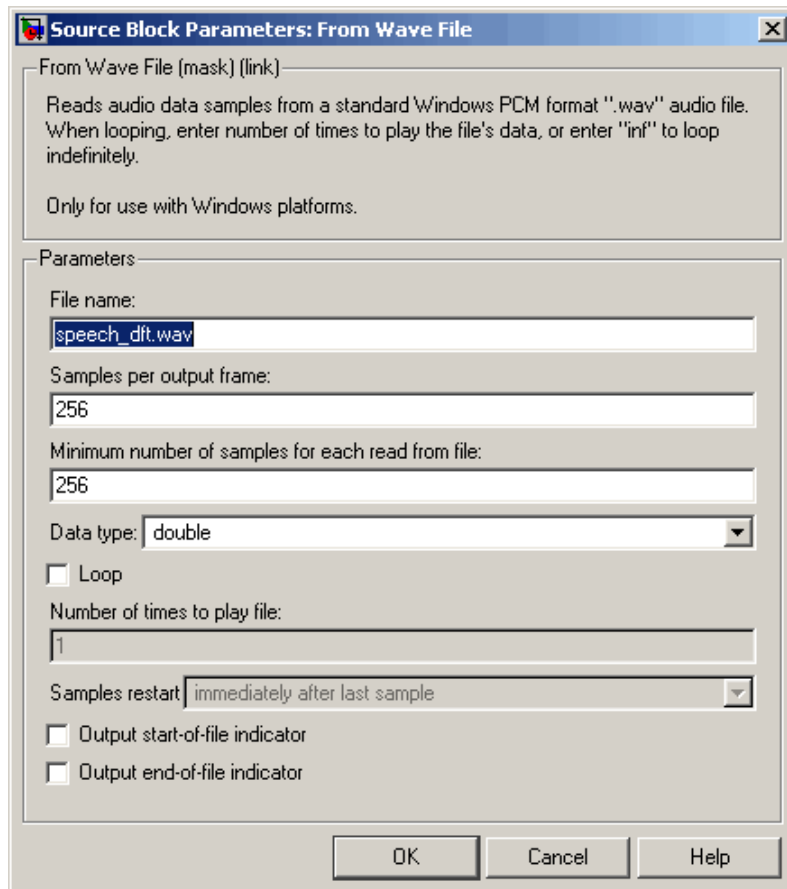 Source Block Parameters: From Wave File
From Wave File (mask) (link)
Reads audio data samples from a standard Windows PCM format ".wav" audio file.
When looping, enter number of times to play the file's data, or enter "inf" to loop
indefinitely.
Only for use with Windows platforms.
Parameters
File name:
speech_dft.wav
Samples per output frame:
256
Minimum number of samples for each read from file:
256
Data type: double
Loop
Number of times to play file:
1
Samples restart immediately after last sample
Output start-of-file indicator
Output end-of-file indicator
OK Cancel Help